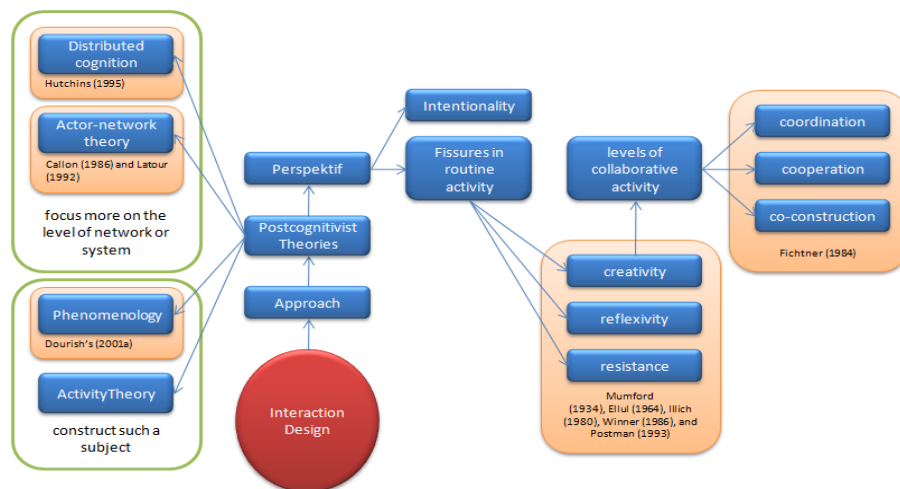 Distributed
cognition
Hutchins (1995)
Actor-network
theory
Callon (1986) and Latour
(1992)
focus more on the
level of network or
system
Phenomenology
Dourish's (2001a)
ActivityTheory
construct such a
subject
Perspektif
Postcognitivist
Theories
Approach
Interaction
Design
Intentionality
Fissures in
routine
activity
levels of
collaborative
activity
creativity
reflexivity
resistance
Mumford
(1934), Ellul (1964), Illich
(1980), Winner (1986), and
Postman (1993)
coordination
cooperation
co-construction
Fichtner (1984)